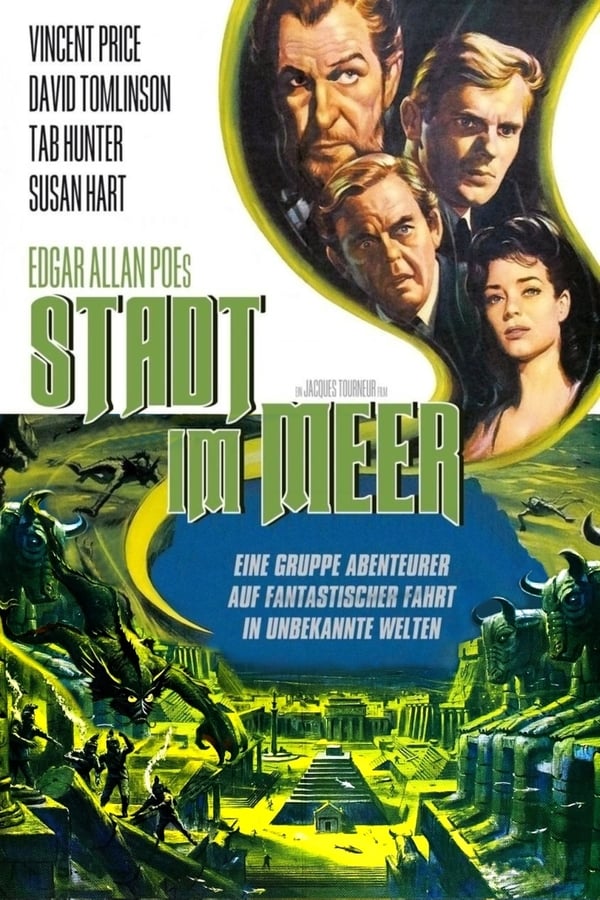 VINCENT PRICE
DAVID TOMLINSON
TAB HUNTER
SUSAN HART
EDGAR ALLAN POEs
STADT
EIN JACQUES TOURNEUR FILM
IM MEER
EINE GRUPPE ABENTEURER
AUF FANTASTISCHER FAHRT
IN UNBEKANNTE WELTEN